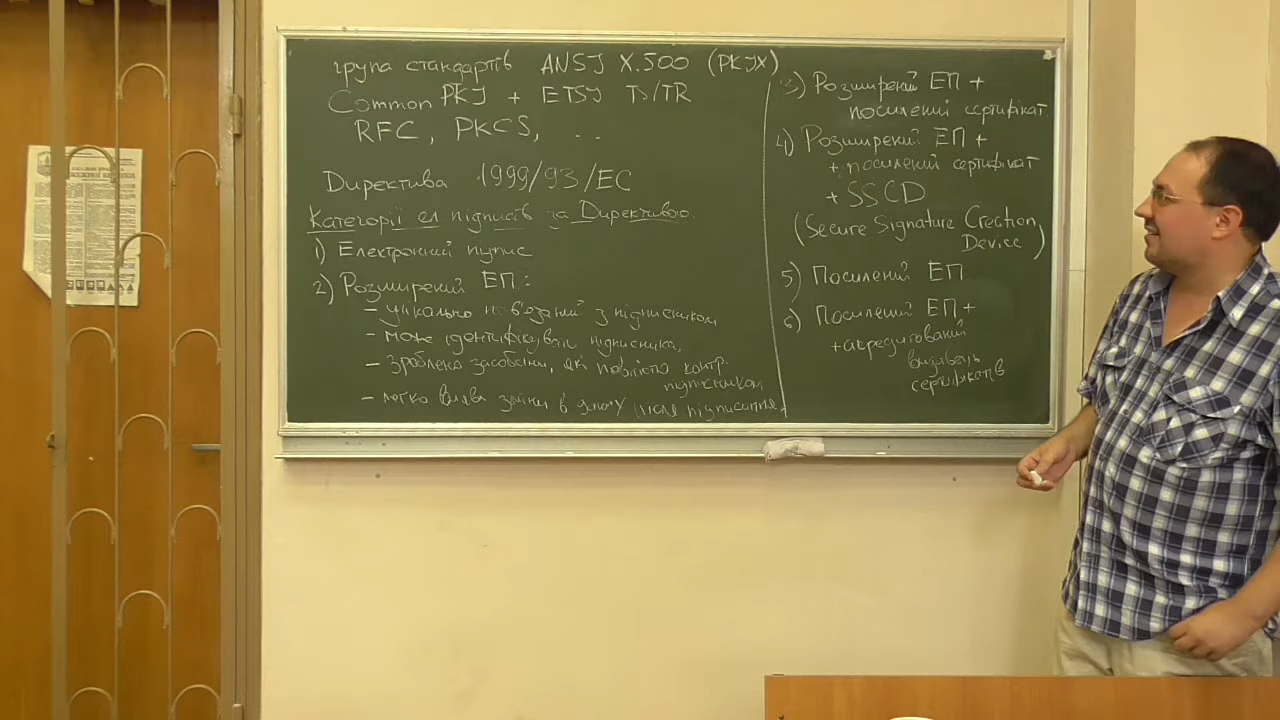 група стандартів ANSI X.500 (PKIX)
Common PKI + ETSI TS/TR
RFC, PKCS, ...
Директива 1999/93/EC
Категорії ел підписів за Директивою
1) Електронний підпис
2) Розширений ЕП:
- унікально пов'язаний з підписником
- може ідентифікувати підписника,
- зроблено засобами, які повністю контр.
підписником
- легко зміни в док-ту після підписання
3) Розширений ЕП +
посилений сертифікат
4) Розширений ЕП +
+ посилений сертифікат
+ SSCD
(Secure Signature Creation
Device)
5) Посилений ЕП
6) Посилений ЕП +
+ акредитований
видавець
сертифікатів